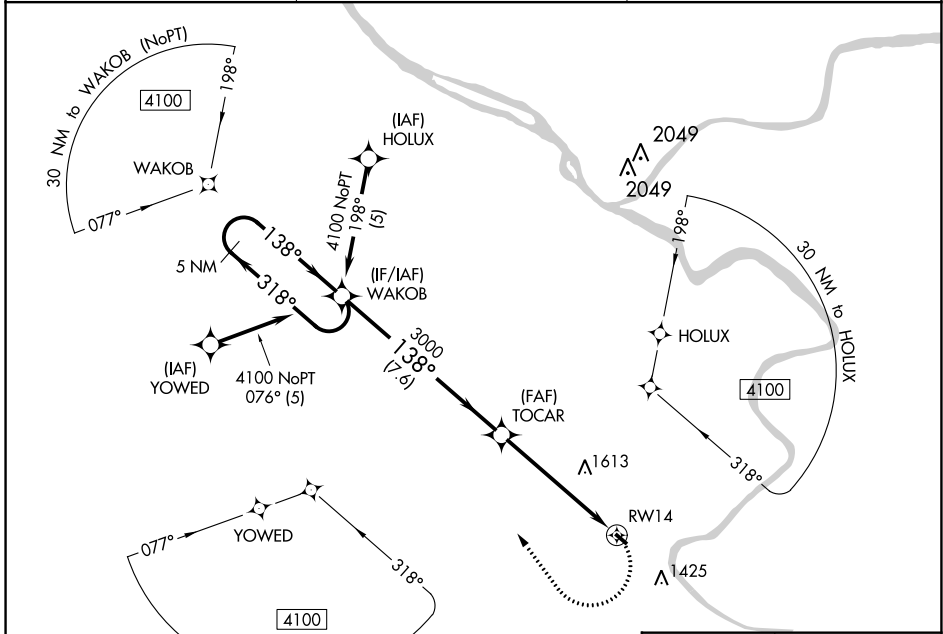 30 NM to WAKOB (NoPT)
4100
198°
WAKOB
077°
(IAF)
HOLUX
4100 NoPT
198°
(5)
2049
2049
5 NM
138°
318°
(IF/IAF)
WAKOB
(IAF)
YOWED
4100 NoPT
076° (5)
3000
138°
(7.6)
(FAF)
TOCAR
1613
RW14
1425
198°
30 NM to HOLUX
HOLUX
4100
318°
077°
YOWED
318°
4100